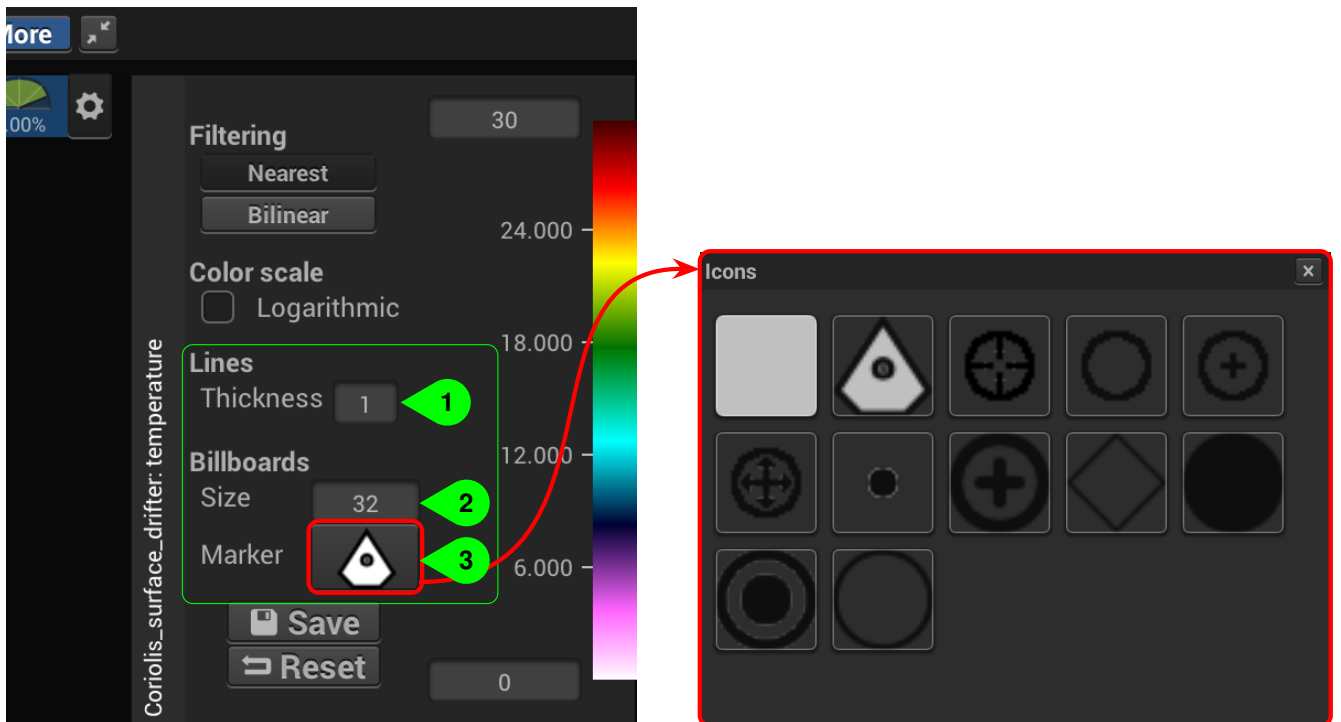 More
.00%
Filtering
Nearest
Bilinear
Color scale
Logarithmic
Lines
Thickness 1
1
Billboards
Size 32
2
Marker
3
Save
Reset
30
24.000
18.000
12.000
6.000
0
Coriolis_surface_drifter: temperature
Icons